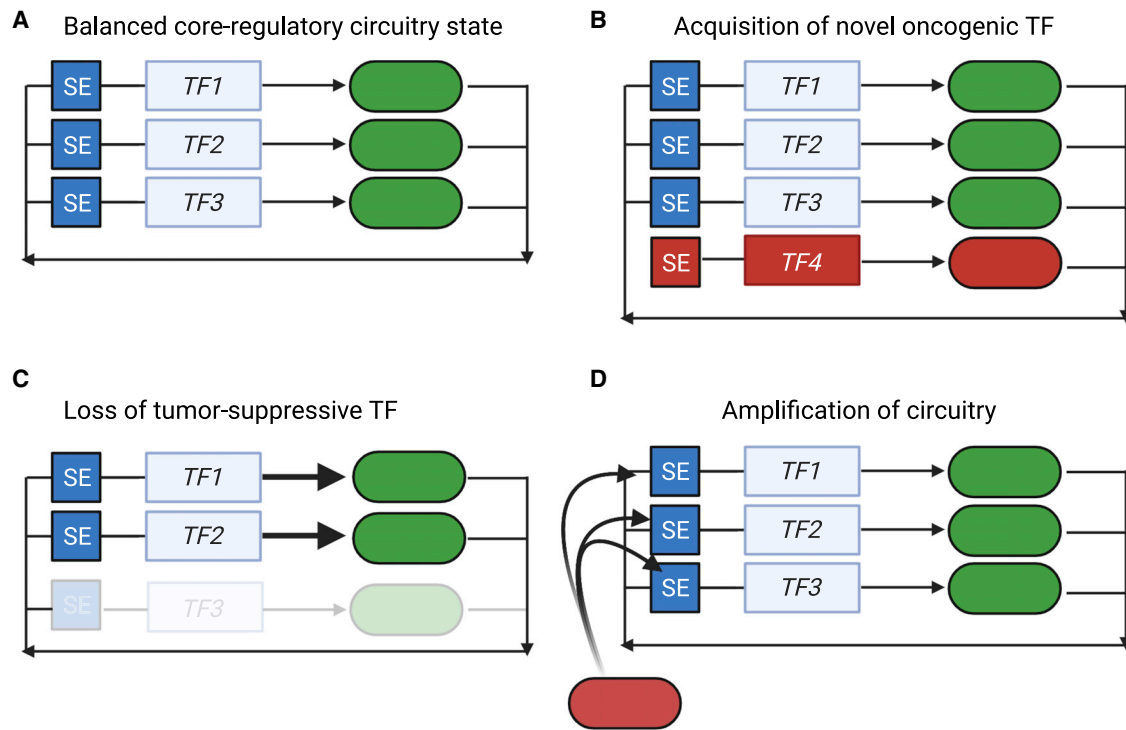 A
Balanced core-regulatory circuitry state
SE TF1
SE TF2
SE TF3
B
Acquisition of novel oncogenic TF
SE TF1
SE TF2
SE TF3
SE TF4
C
Loss of tumor-suppressive TF
SE TF1
SE TF2
SE TF3
D
Amplification of circuitry
SE TF1
SE TF2
SE TF3